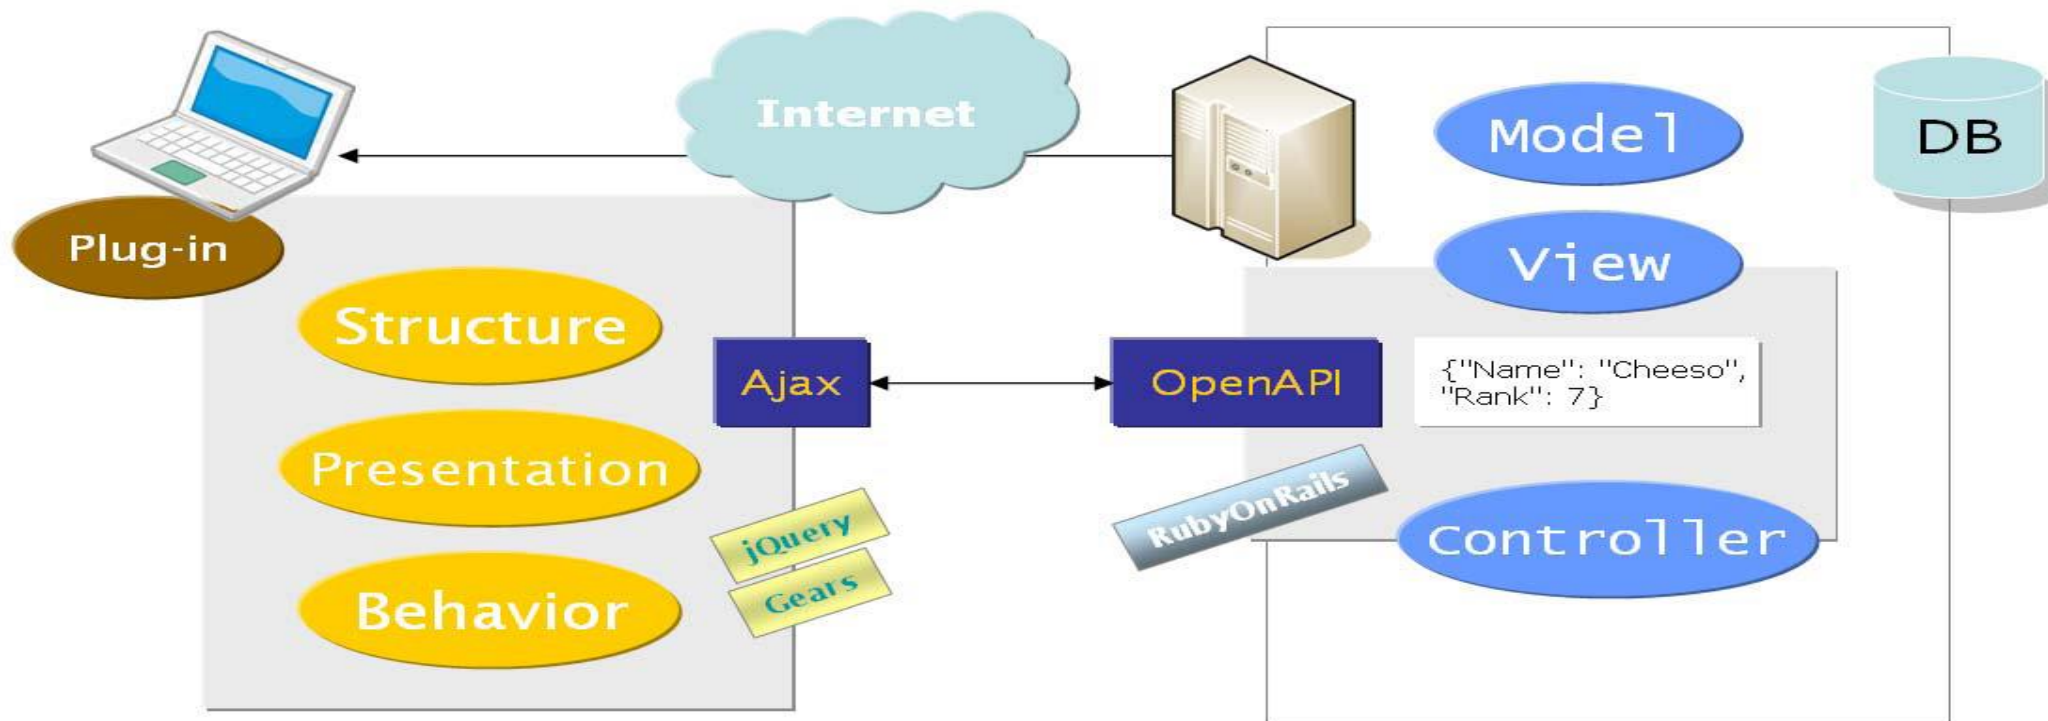 Internet
Model
DB
Plug-in
View
Structure
Ajax
OpenAPI
{"Name": "Cheeso",
"Rank": 7}
Presentation
jQuery
Gears
RubyOnRails
Controller
Behavior